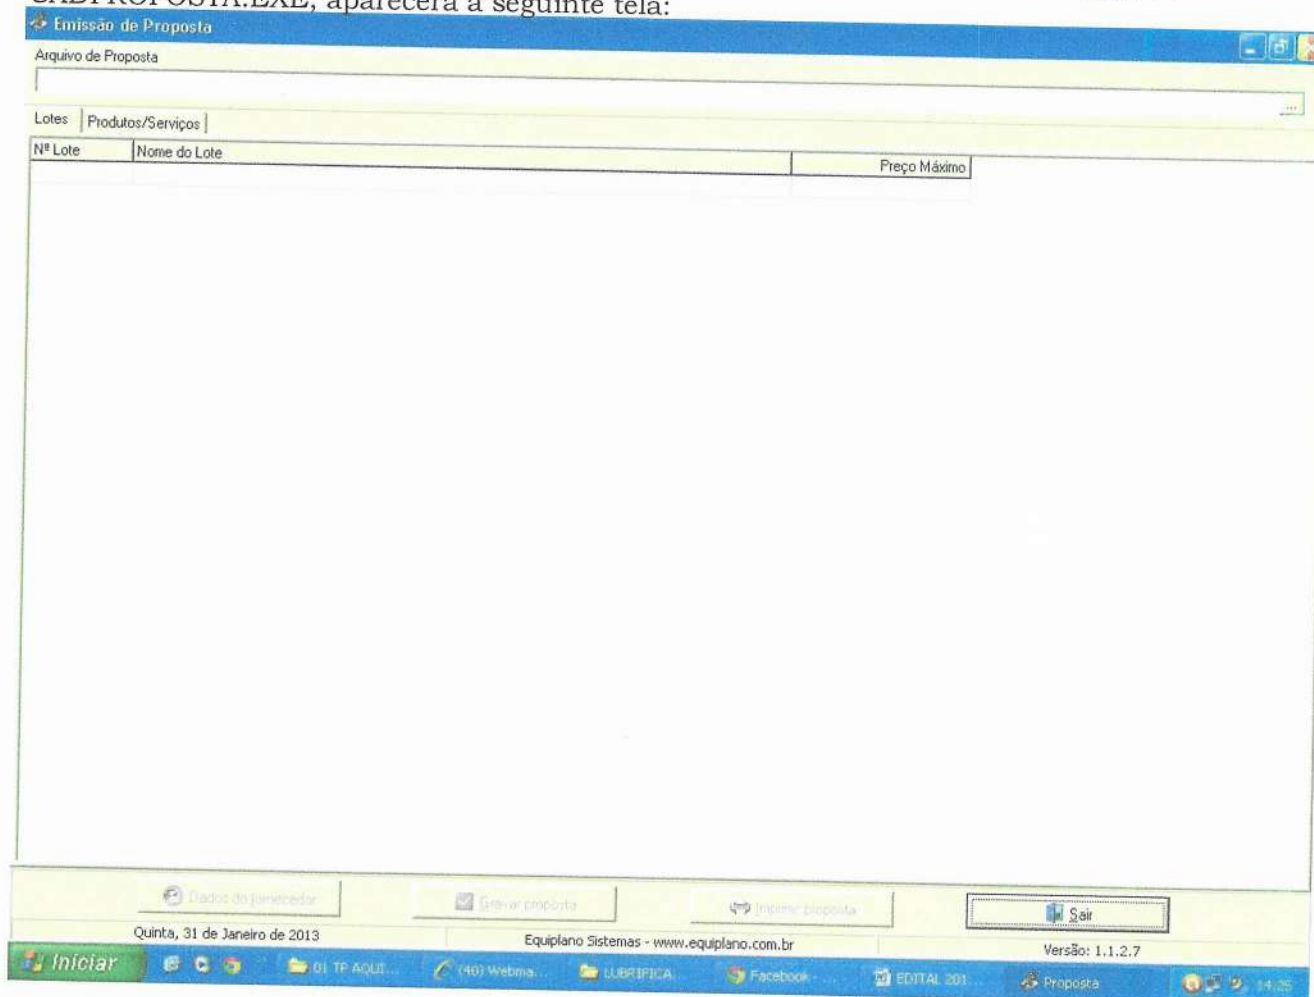 CADPROPOSTA.EXE, aparecerá a seguinte tela:
Emissão de Proposta
Arquivo de Proposta
...
Lotes Produtos/Serviços
Nº Lote Nome do Lote Preço Máximo
Dados do fornecedor Gravar proposta Imprimir proposta Sair
Quinta, 31 de Janeiro de 2013 Equiplano Sistemas - www.equiplano.com.br Versão: 1.1.2.7
Iniciar 01 TP AQUI... (40) Webma... LUBRIFICA. Facebook - ... EDITAL 201... Proposta 14:25